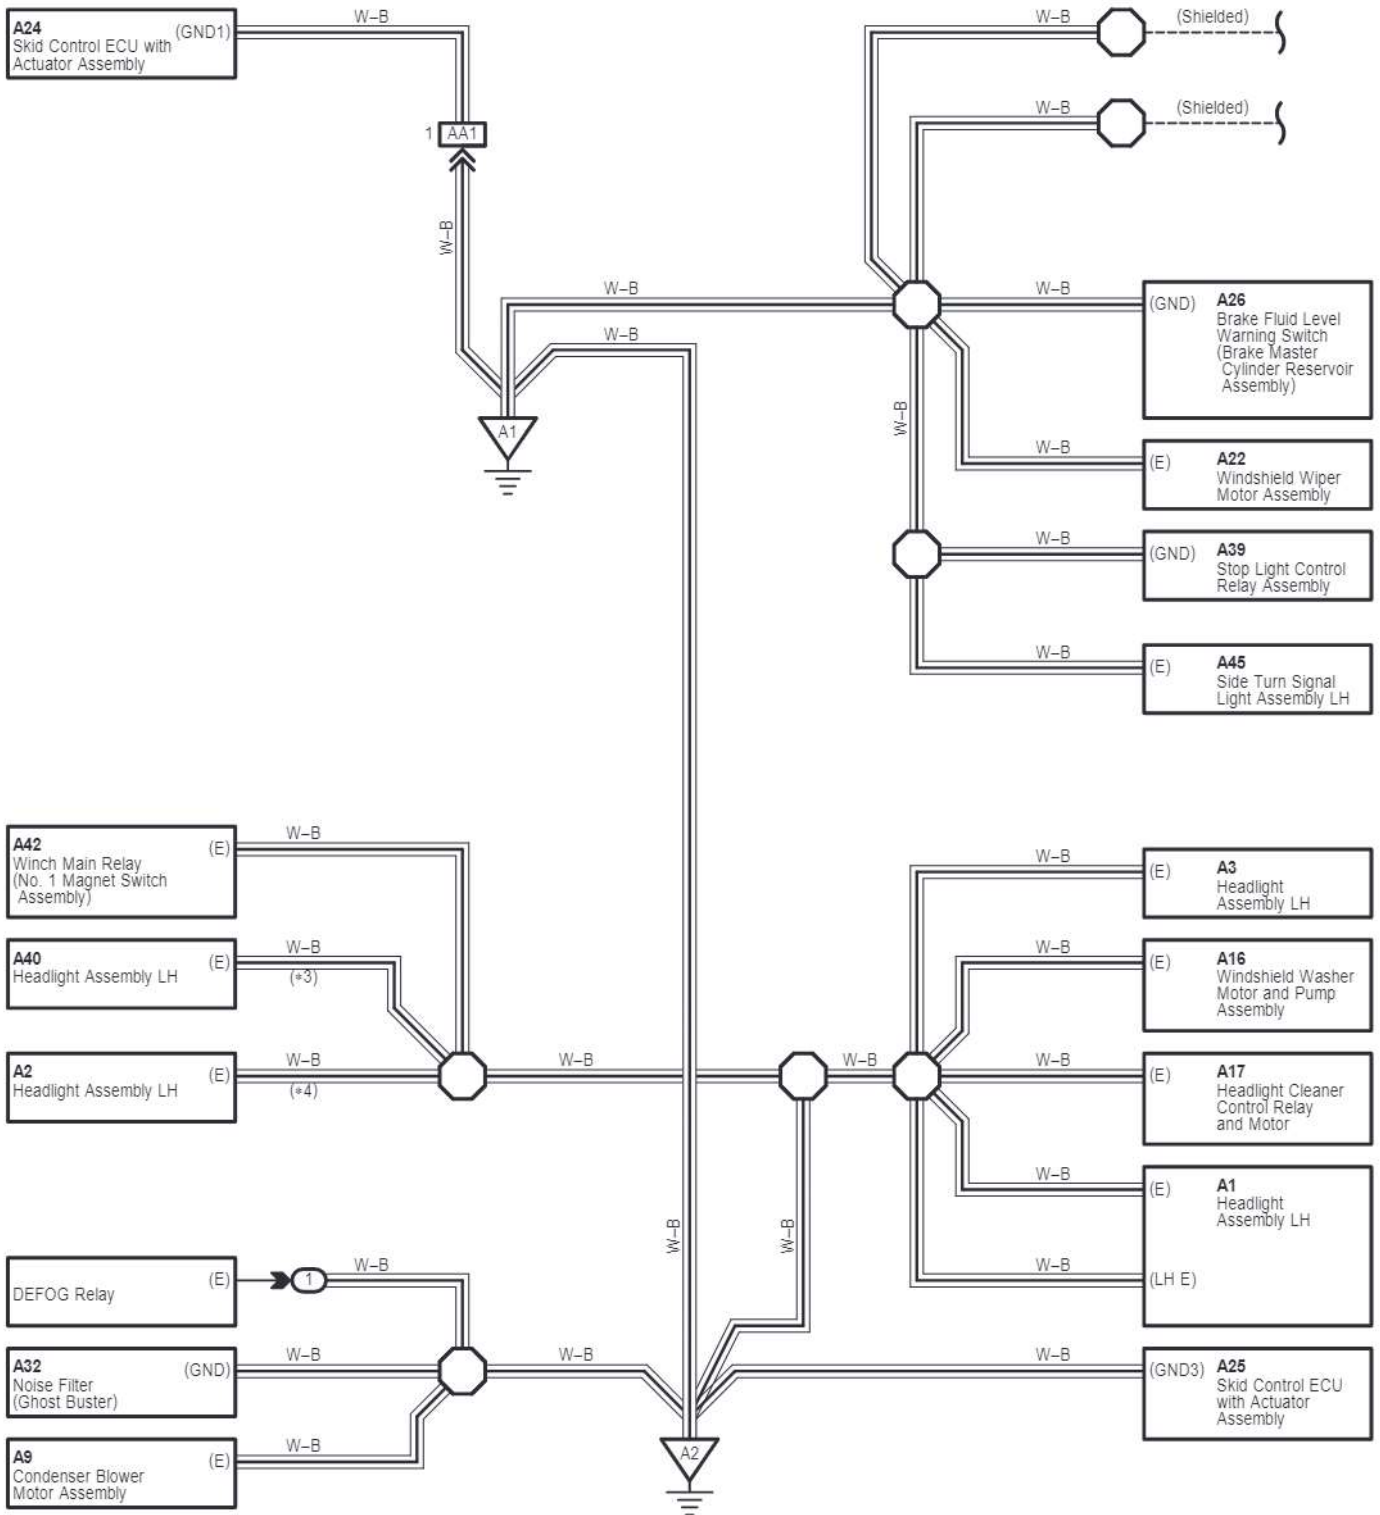 A24
(GND1)
Skid Control ECU with
Actuator Assembly
W–B
1
AA1
W–B
W–B
(Shielded)
W–B
(Shielded)
W–B
W–B
A1
W–B
(GND)
A26
Brake Fluid Level
Warning Switch
(Brake Master
Cylinder Reservoir
Assembly)
W–B
W–B
(E)
A22
Windshield Wiper
Motor Assembly
W–B
(GND)
A39
Stop Light Control
Relay Assembly
W–B
(E)
A45
Side Turn Signal
Light Assembly LH
A42
(E)
Winch Main Relay
(No. 1 Magnet Switch
Assembly)
W–B
A40
(E)
Headlight Assembly LH
W–B
(*3)
A2
(E)
Headlight Assembly LH
W–B
(*4)
W–B
W–B
W–B
(E)
A3
Headlight
Assembly LH
W–B
(E)
A16
Windshield Washer
Motor and Pump
Assembly
W–B
(E)
A17
Headlight Cleaner
Control Relay
and Motor
W–B
(E)
A1
Headlight
Assembly LH
W–B
(LH E)
W–B
W–B
(E)
DEFOG Relay
1
W–B
A32
(GND)
Noise Filter
(Ghost Buster)
W–B
A9
(E)
Condenser Blower
Motor Assembly
W–B
W–B
A2
W–B
(GND3)
A25
Skid Control ECU
with Actuator
Assembly